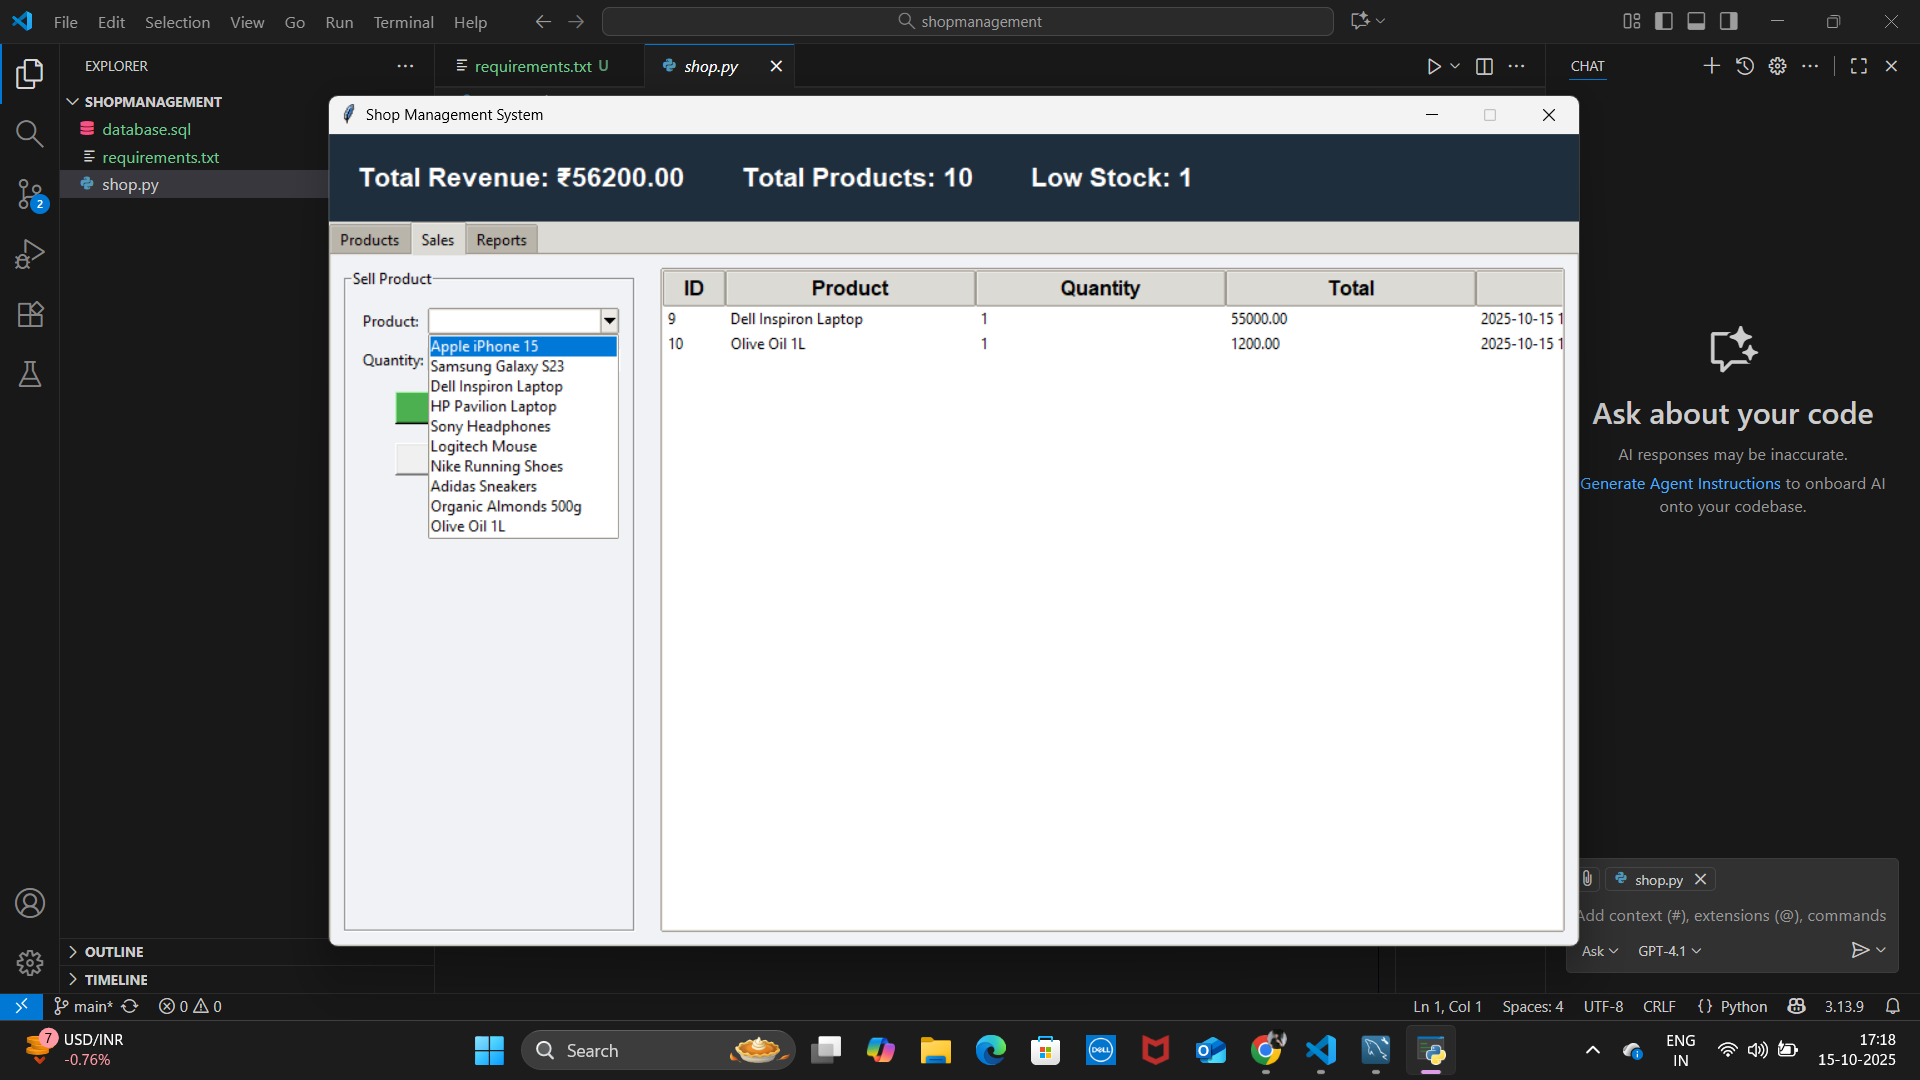 File Edit Selection View Go Run Terminal Help
shopmanagement
EXPLORER
SHOPMANAGEMENT
database.sql
requirements.txt
shop.py
OUTLINE
TIMELINE
requirements.txt U
shop.py
Shop Management System
Total Revenue: ₹56200.00 Total Products: 10 Low Stock: 1
Products Sales Reports
Sell Product
Product:
Quantity:
Apple iPhone 15
Samsung Galaxy S23
Dell Inspiron Laptop
HP Pavilion Laptop
Sony Headphones
Logitech Mouse
Nike Running Shoes
Adidas Sneakers
Organic Almonds 500g
Olive Oil 1L
ID Product Quantity Total
9 Dell Inspiron Laptop 1 55000.00 2025-10-15 1
10 Olive Oil 1L 1 1200.00 2025-10-15 1
CHAT
Ask about your code
AI responses may be inaccurate.
Generate Agent Instructions to onboard AI
onto your codebase.
shop.py
Add context (#), extensions (@), commands
Ask GPT-4.1
2
main* 0 0
Ln 1, Col 1 Spaces: 4 UTF-8 CRLF {} Python 3.13.9
7
USD/INR
-0.76%
Search
DELL
ENG
IN
17:18
15-10-2025